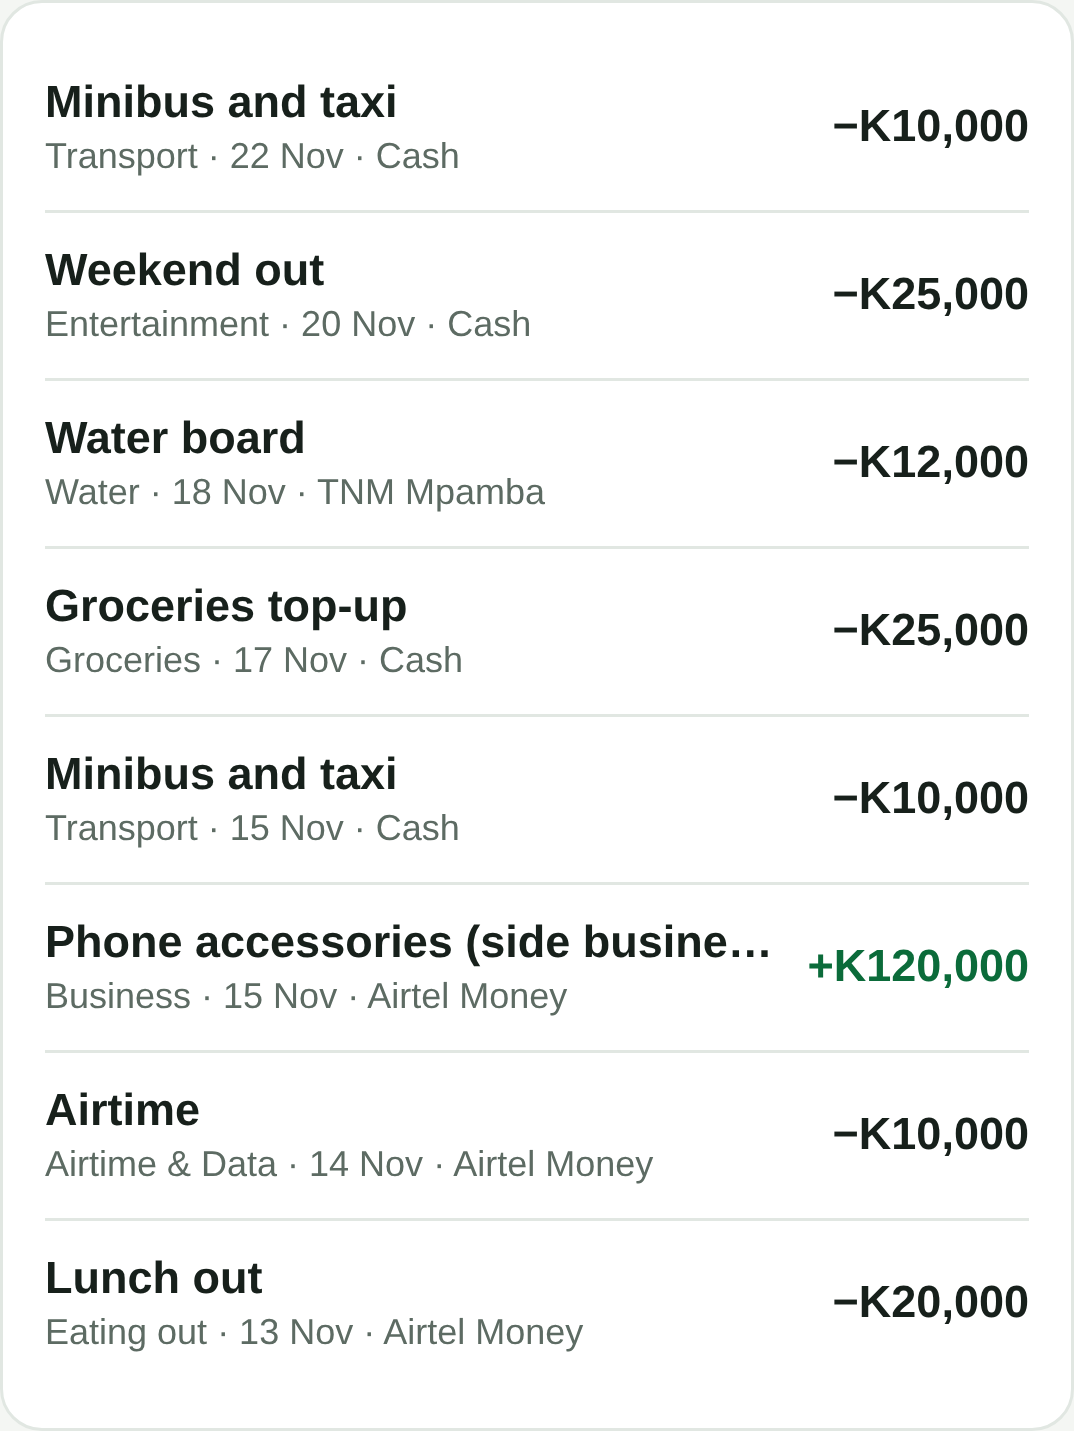 Minibus and taxi
−K10,000
Transport · 22 Nov · Cash
Weekend out
−K25,000
Entertainment · 20 Nov · Cash
Water board
−K12,000
Water · 18 Nov · TNM Mpamba
Groceries top-up
−K25,000
Groceries · 17 Nov · Cash
Minibus and taxi
−K10,000
Transport · 15 Nov · Cash
Phone accessories (side busine…
+K120,000
Business · 15 Nov · Airtel Money
Airtime
−K10,000
Airtime & Data · 14 Nov · Airtel Money
Lunch out
−K20,000
Eating out · 13 Nov · Airtel Money